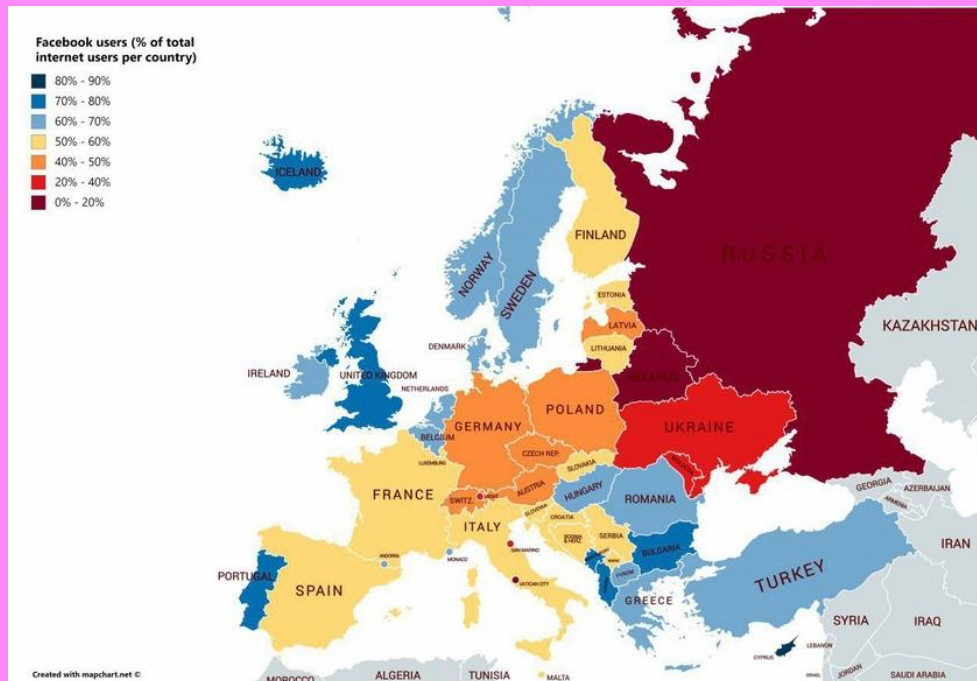 Facebook users (% of total
internet users per country)
80% - 90%
70% - 80%
60% - 70%
50% - 60%
40% - 50%
20% - 40%
0% - 20%
ICELAND
RUSSIA
FINLAND
NORWAY
SWEDEN
ESTONIA
KAZAKHSTAN
LATVIA
DENMARK
LITHUANIA
IRELAND
UNITED KINGDOM
BELARUS
NETHERLANDS
POLAND
GERMANY
UKRAINE
BELGIUM
CZECH REP.
LUXEMBURG
SLOVAKIA
FRANCE
AUSTRIA
GEORGIA
AZERBAIJAN
SWITZ.
HUNGARY
ROMANIA
ARMENIA
SLOVENIA
CROATIA
ITALY
IRAN
BOSNIA
& HERZ.
SERBIA
SAN MARINO
ANDORRA
MONACO
BULGARIA
PORTUGAL
SPAIN
VATICAN CITY
FYROM
TURKEY
GREECE
SYRIA
IRAQ
LEBANON
CYPRUS
JORDAN
ISRAEL
Created with mapchart.net ©
MOROCCO
ALGERIA
TUNISIA
MALTA
SAUDI ARABIA